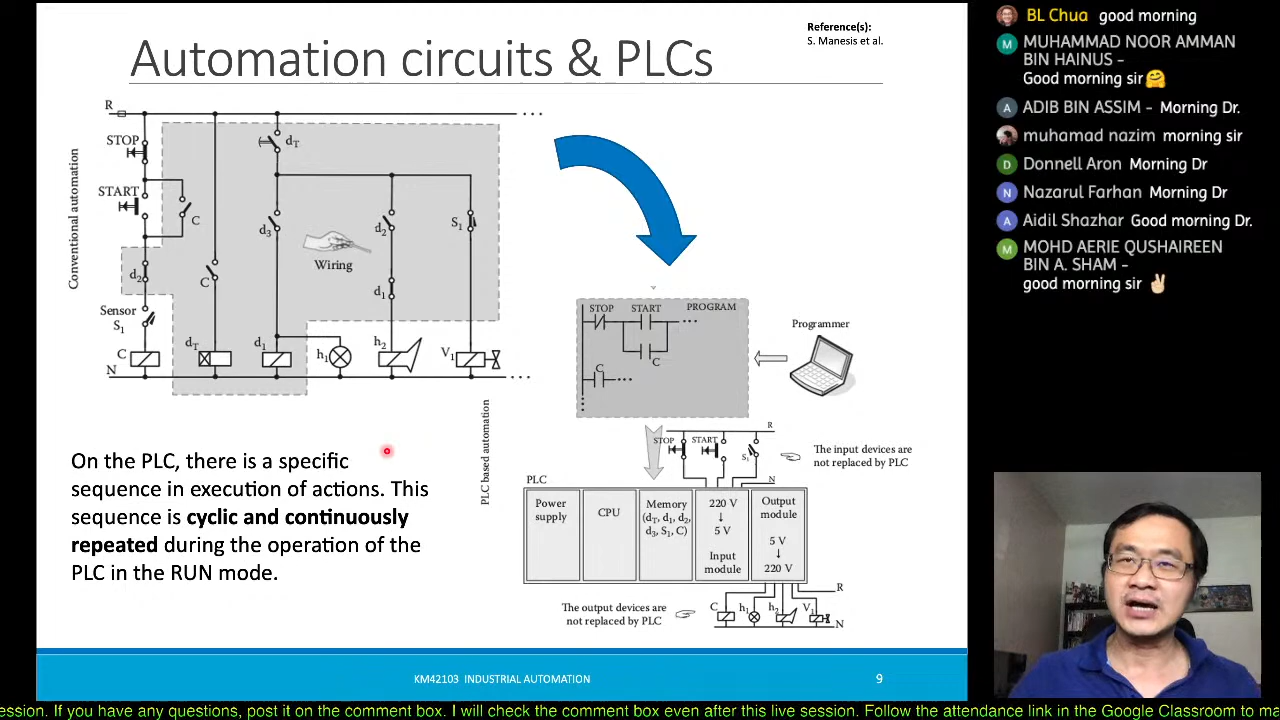 Reference(s):
S. Manesis et al.
Automation circuits & PLCs
Conventional automation
R
STOP
START
C
d2
Sensor
S1
C
N
dT
C
dT
d3
d1
h1
Wiring
d2
d1
h2
S1
V1
On the PLC, there is a specific
sequence in execution of actions. This
sequence is cyclic and continuously
repeated during the operation of the
PLC in the RUN mode.
PLC based automation
STOP
START
PROGRAM
C
C
Programmer
R
STOP
START
S1
N
The input devices are
not replaced by PLC
PLC
Power
supply
CPU
Memory
(dT, d1, d2,
d3, S1, C)
220 V
↓
5 V
Input
module
Output
module
5 V
↓
220 V
The output devices are
not replaced by PLC
C
h1
h2
V1
R
N
KM42103 INDUSTRIAL AUTOMATION
9
BL Chua good morning
M
MUHAMMAD NOOR AMMAN
BIN HAINUS -
Good morning sir🤗
A
ADIB BIN ASSIM - Morning Dr.
muhamad nazim morning sir
D
Donnell Aron Morning Dr
N
Nazarul Farhan Morning Dr
A
Aidil Shazhar Good morning Dr.
M
MOHD AERIE QUSHAIREEN
BIN A. SHAM -
good morning sir ✌🏻
ession. If you have any questions, post it on the comment box. I will check the comment box even after this live session. Follow the attendance link in the Google Classroom to ma